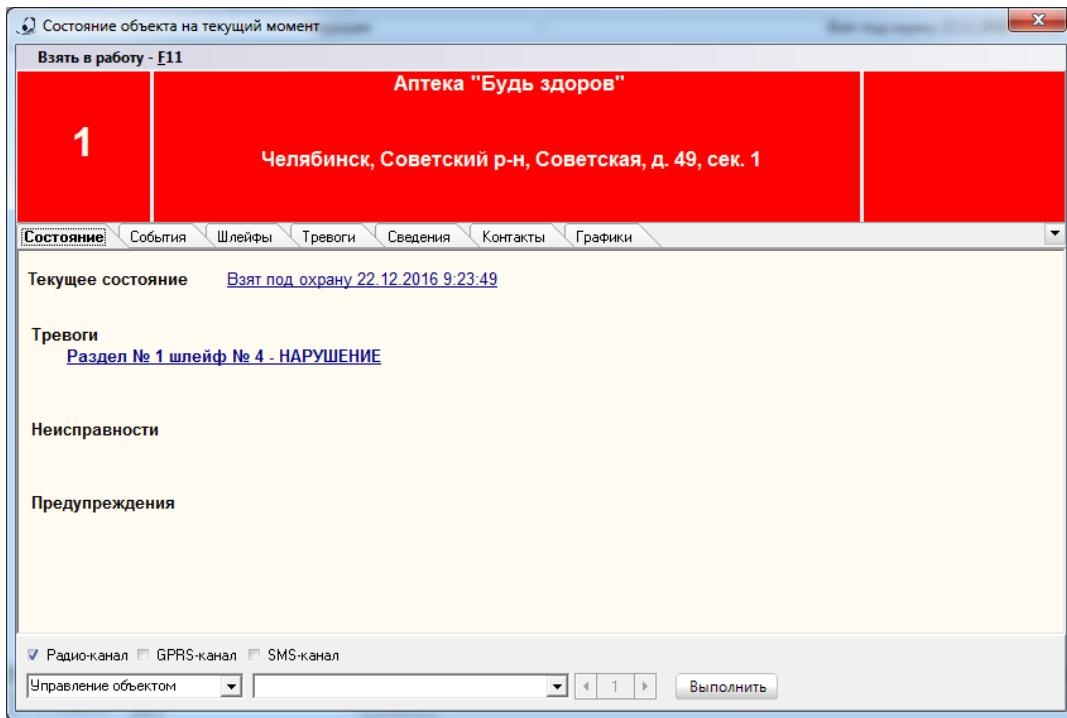 Состояние объекта на текущий момент
Взять в работу - F11
1
Аптека "Будь здоров"
Челябинск, Советский р-н, Советская, д. 49, сек. 1
Состояние События Шлейфы Тревоги Сведения Контакты Графики
Текущее состояние Взят под охрану 22.12.2016 9:23:49
Тревоги
Раздел № 1 шлейф № 4 - НАРУШЕНИЕ
Неисправности
Предупреждения
Радио-канал GPRS-канал SMS-канал
Управление объектом 1 Выполнить